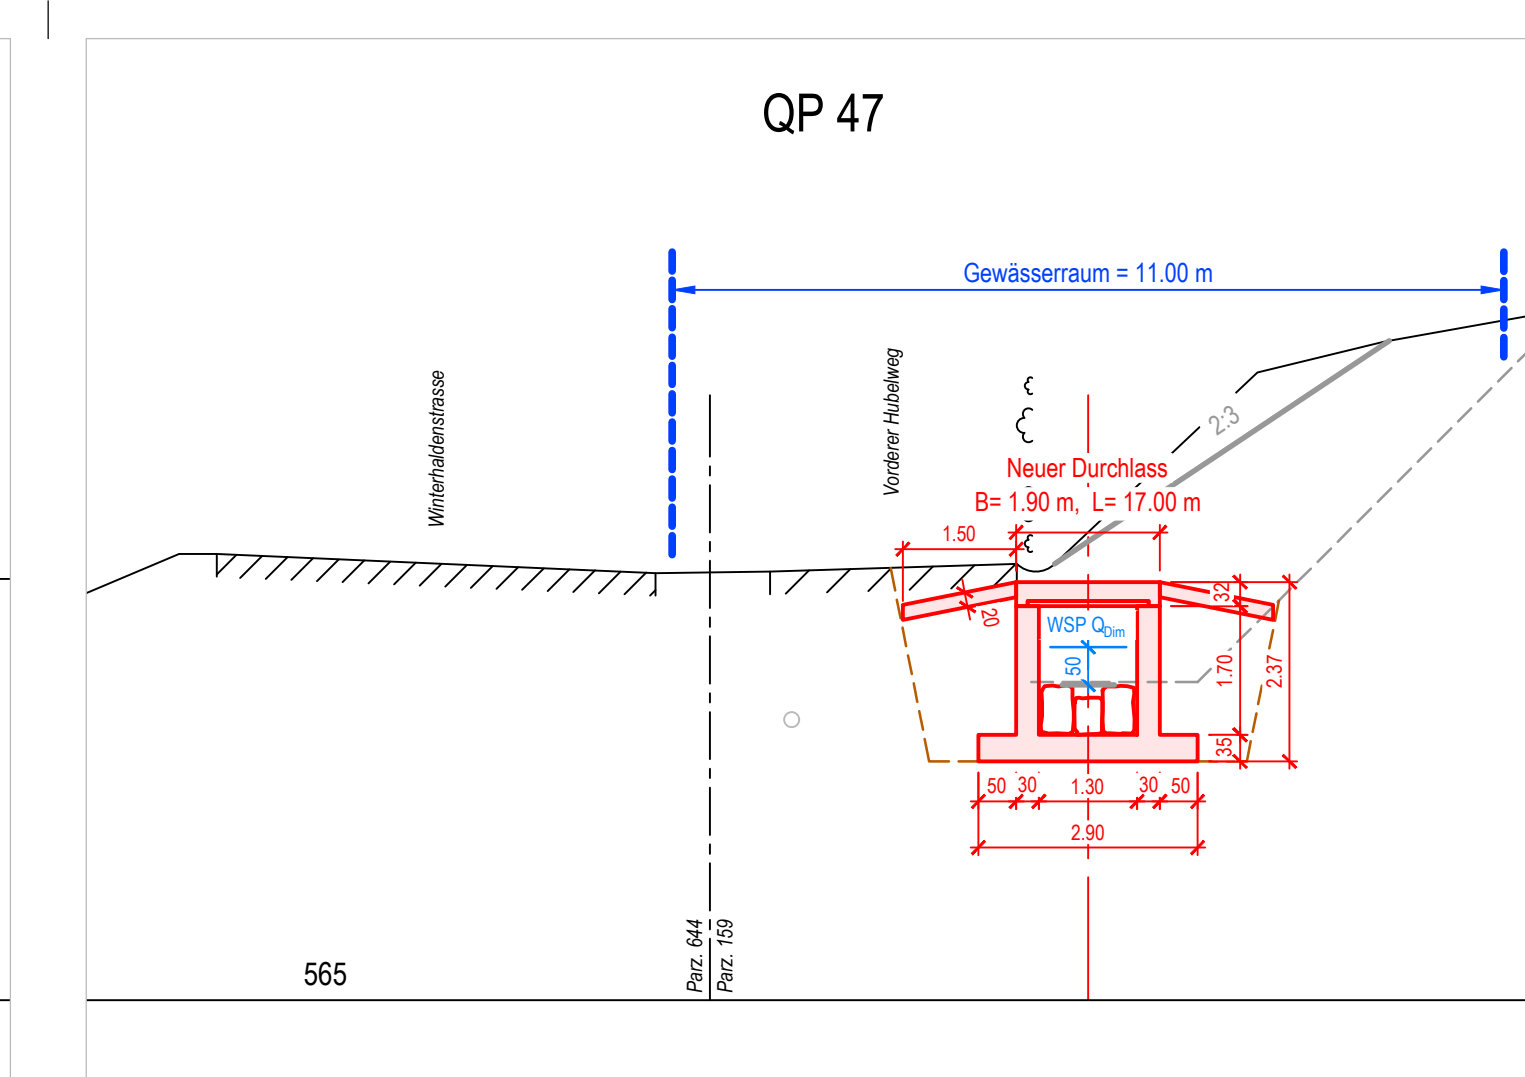 QP 47
Gewässerraum = 11.00 m
Winterhaldenstrasse
Vorderer Hubelweg
2:3
Neuer Durchlass
B= 1.90 m, L= 17.00 m
1.50
20
32
WSP QDim
50
1.70
2.37
35
50 30 1.30 30 50
2.90
Parz. 644
Parz. 159
565